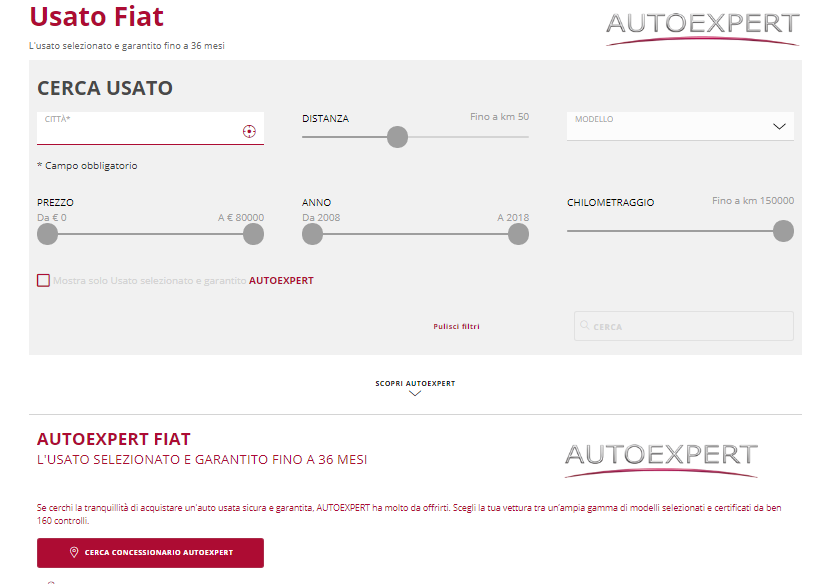 Usato Fiat
AUTOEXPERT
L'usato selezionato e garantito fino a 36 mesi
CERCA USATO
CITTÀ*
DISTANZA
Fino a km 50
MODELLO
* Campo obbligatorio
PREZZO
Da € 0
A € 80000
ANNO
Da 2008
A 2018
CHILOMETRAGGIO
Fino a km 150000
Mostra solo Usato selezionato e garantito AUTOEXPERT
Pulisci filtri
CERCA
SCOPRI AUTOEXPERT
AUTOEXPERT FIAT
L'USATO SELEZIONATO E GARANTITO FINO A 36 MESI
AUTOEXPERT
Se cerchi la tranquillità di acquistare un'auto usata sicura e garantita, AUTOEXPERT ha molto da offrirti. Scegli la tua vettura tra un'ampia gamma di modelli selezionati e certificati da ben
160 controlli.
CERCA CONCESSIONARIO AUTOEXPERT